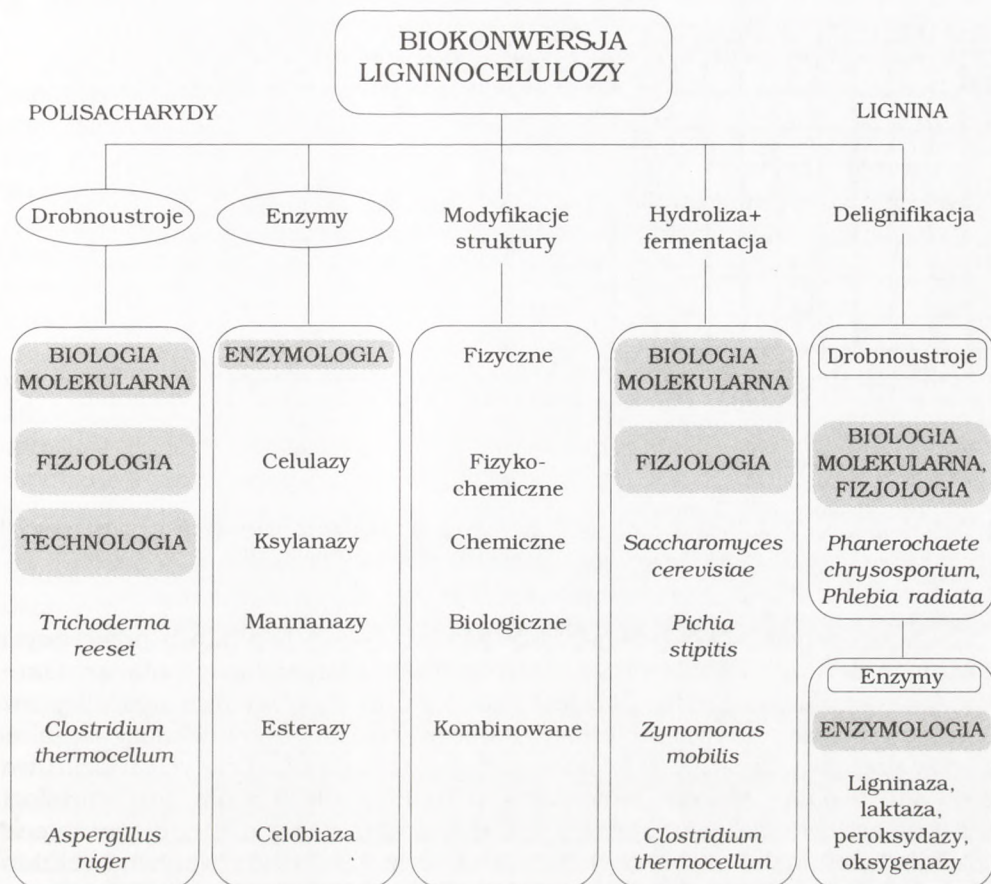 BIOKONWERSJA
LIGNINOCELULOZY
POLISACHARYDY
LIGNINA
Drobnoustroje
Enzymy
Modyfikacje
struktury
Hydroliza+
fermentacja
Delignifikacja
BIOLOGIA
MOLEKULARNA
FIZJOLOGIA
TECHNOLOGIA
Trichoderma
reesei
Clostridium
thermocellum
Aspergillus
niger
ENZYMOLOGIA
Celulazy
Ksylanazy
Mannanazy
Esterazy
Celobiaza
Fizyczne
Fizyko-
chemiczne
Chemiczne
Biologiczne
Kombinowane
BIOLOGIA
MOLEKULARNA
FIZJOLOGIA
Saccharomyces
cerevisiae
Pichia
stipitis
Zymomonas
mobilis
Clostridium
thermocellum
Drobnoustroje
BIOLOGIA
MOLEKULARNA,
FIZJOLOGIA
Phanerochaete
chrysosporium,
Phlebia radiata
Enzymy
ENZYMOLOGIA
Ligninaza,
laktaza,
peroksydazy,
oksygenazy